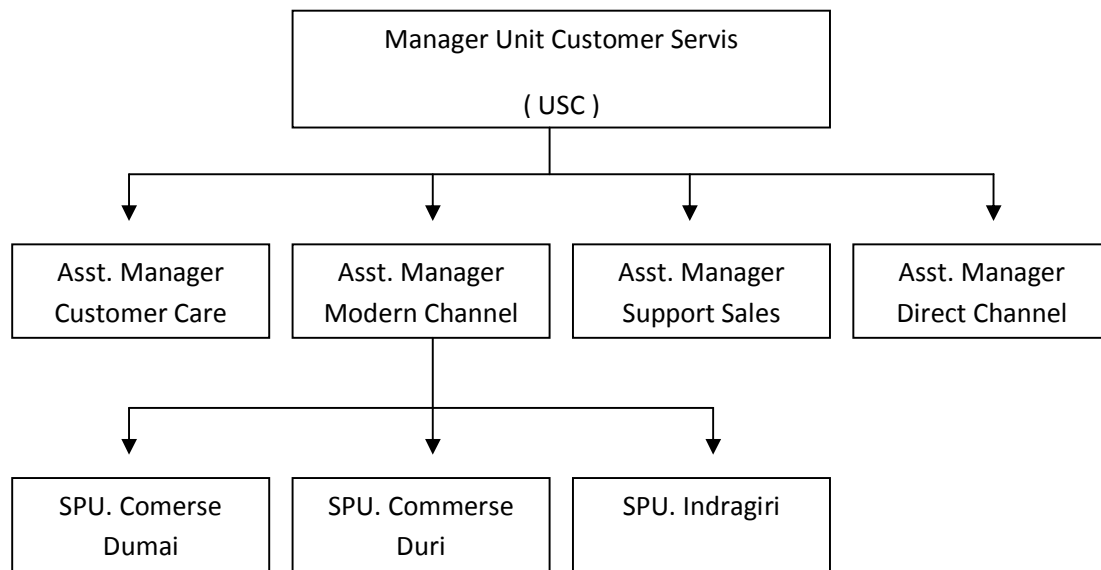 Manager Unit Customer Servis
( USC )
Asst. Manager
Customer Care
Asst. Manager
Modern Channel
Asst. Manager
Support Sales
Asst. Manager
Direct Channel
SPU. Comerse
Dumai
SPU. Commerse
Duri
SPU. Indragiri